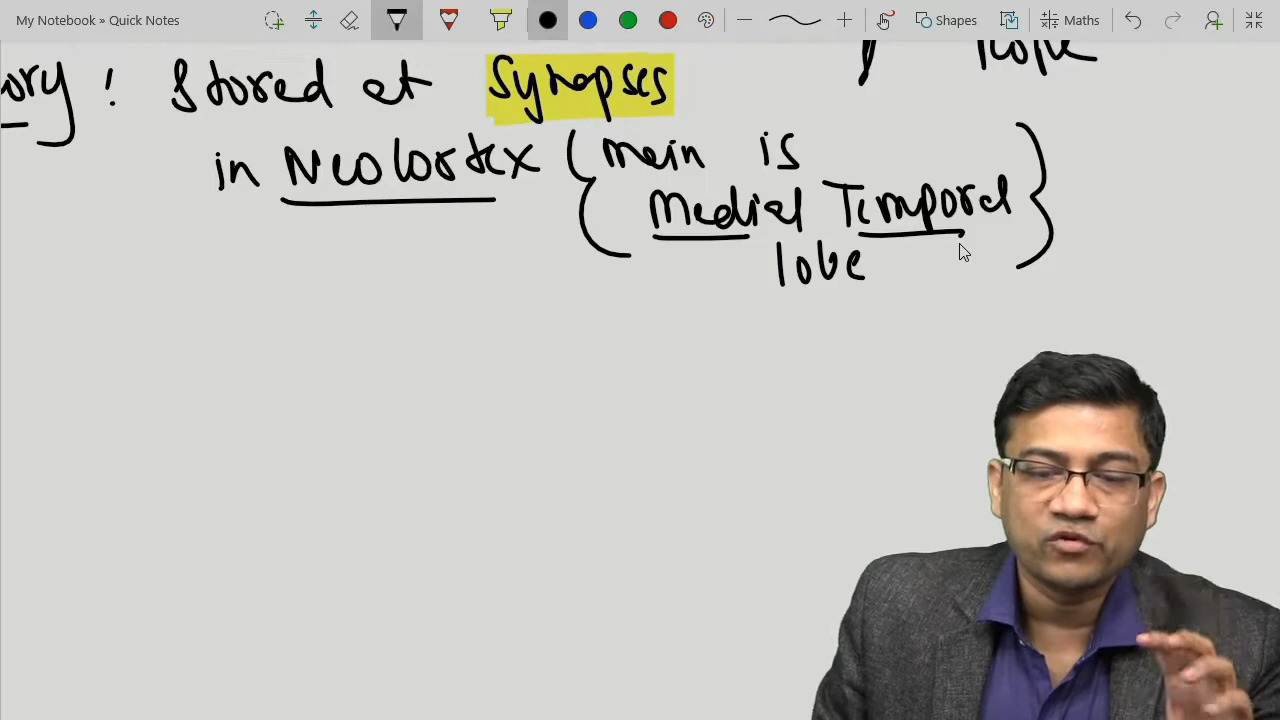 My Notebook » Quick Notes
Shapes
Maths
ory : Stored at Synapses
in Neocortex ( main is
Medial Temporal
lobe